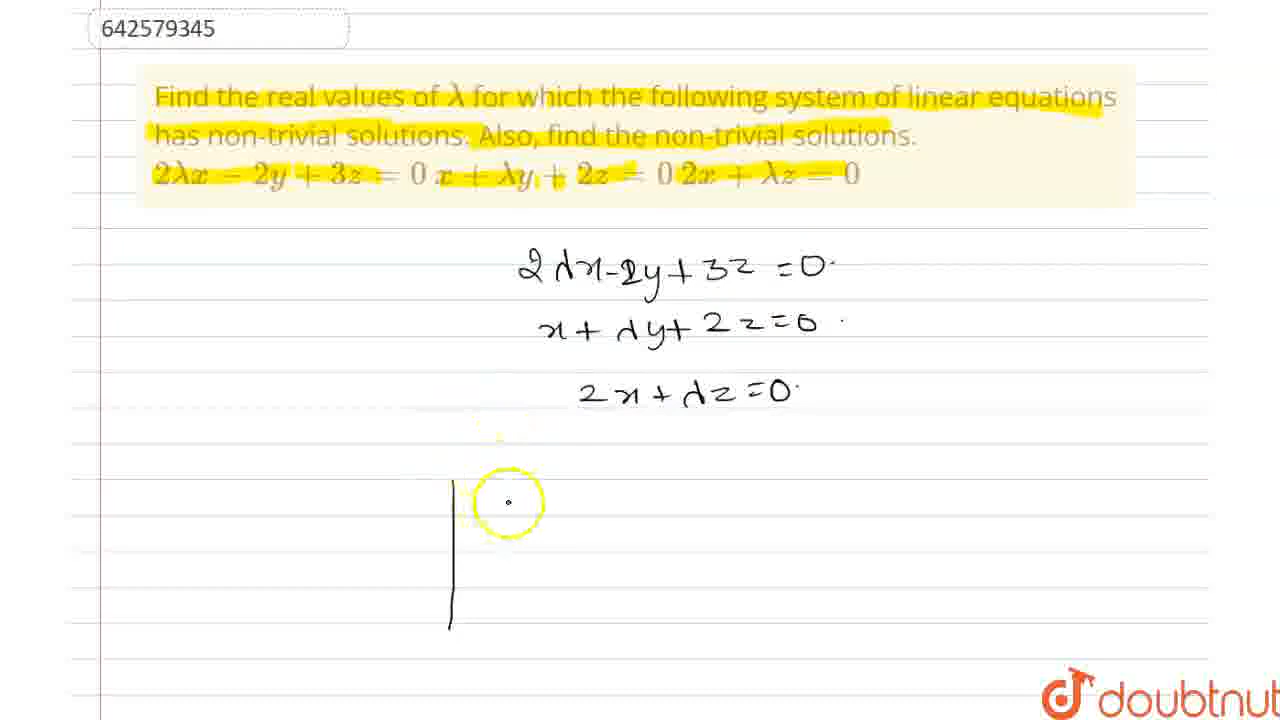 642579345
Find the real values of λ for which the following system of linear equations
has non-trivial solutions. Also, find the non-trivial solutions.
2λx − 2y + 3z = 0 x + λy + 2z = 0 2x + λz = 0
2λx-2y+3z=0.
x+λy+2z=0.
2x+λz=0.
doubtnut